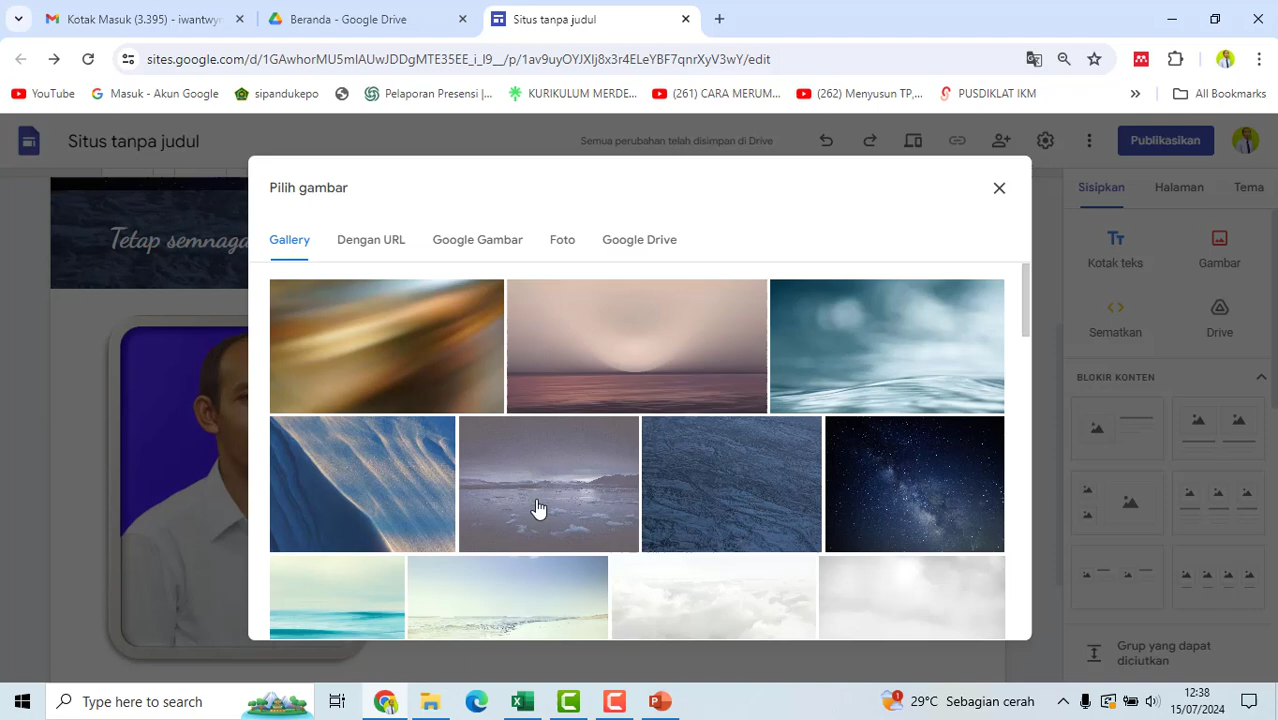 Kotak Masuk (3.395) - iwantwyn
Beranda - Google Drive
Situs tanpa judul
sites.google.com/d/1GAwhorMU5mIAUwJDDgMTE35EE_i_I9__/p/1av9uyOYJXIj8x3r4ELeYBF7qnrXyV3wY/edit
YouTube
Masuk - Akun Google
sipandukepo
Pelaporan Presensi |...
KURIKULUM MERDE...
(261) CARA MERUM...
(262) Menyusun TP,...
PUSDIKLAT IKM
All Bookmarks
Situs tanpa judul
Semua perubahan telah disimpan di Drive
Publikasikan
Pilih gambar
Sisipkan
Halaman
Tema
Gallery
Dengan URL
Google Gambar
Foto
Google Drive
Tetap semnaga
Kotak teks
Gambar
Sematkan
Drive
BLOKIR KONTEN
Grup yang dapat
diciutkan
Type here to search
1
29°C Sebagian cerah
12:38
15/07/2024